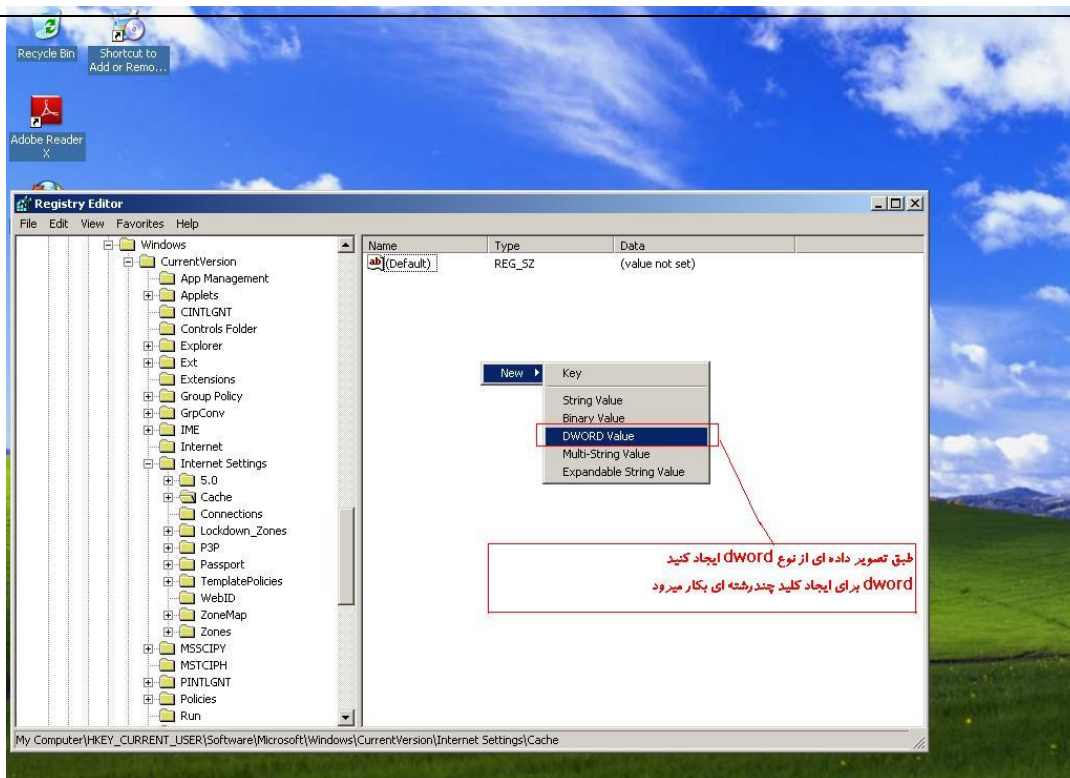 Recycle Bin
Shortcut to
Add or Remo...
Adobe Reader
X
Registry Editor
File Edit View Favorites Help
Windows
CurrentVersion
App Management
Applets
CINTLGNT
Controls Folder
Explorer
Ext
Extensions
Group Policy
GrpConv
IME
Internet
Internet Settings
5.0
Cache
Connections
Lockdown_Zones
P3P
Passport
TemplatePolicies
WebID
ZoneMap
Zones
MSSCIPY
MSTCIPH
PINTLGNT
Policies
Run
Name Type Data
ab (Default) REG_SZ (value not set)
New Key
String Value
Binary Value
DWORD Value
Multi-String Value
Expandable String Value
طبق تصویر داده ای از نوع dword ایجاد کنید
dword برای ایجاد کلید چندرشته ای بکار میرود
My Computer\HKEY_CURRENT_USER\Software\Microsoft\Windows\CurrentVersion\Internet Settings\Cache